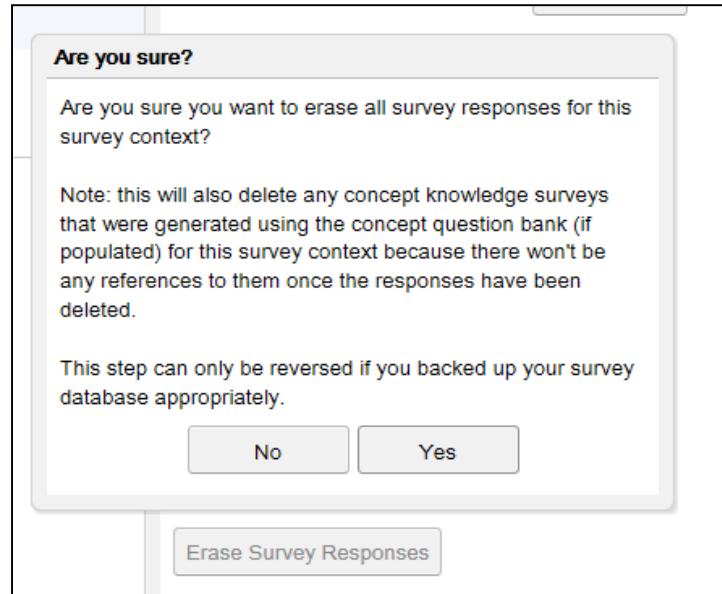 Are you sure?
Are you sure you want to erase all survey responses for this
survey context?
Note: this will also delete any concept knowledge surveys
that were generated using the concept question bank (if
populated) for this survey context because there won't be
any references to them once the responses have been
deleted.
This step can only be reversed if you backed up your survey
database appropriately.
No Yes
Erase Survey Responses